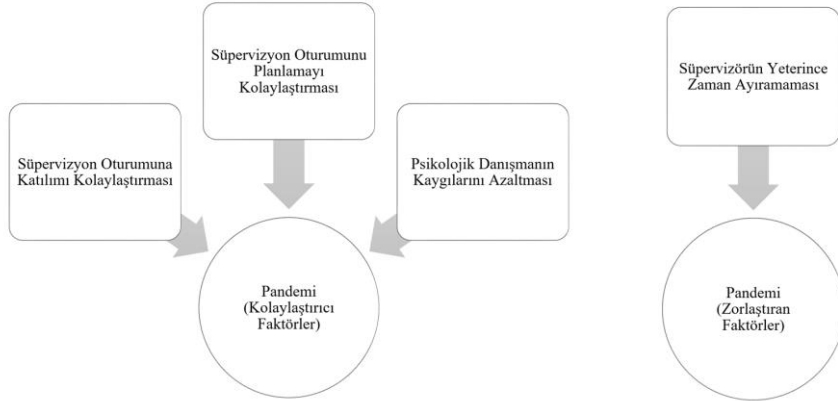 Süpervizyon Oturumuna
Katılımı Kolaylaştırması
Süpervizyon Oturumunu
Planlamayı
Kolaylaştırması
Psikolojik Danışmanın
Kaygılarını Azaltması
Pandemi
(Kolaylaştırıcı
Faktörler)
Süpervizörün Yeterince
Zaman Ayıramaması
Pandemi
(Zorlaştıran
Faktörler)